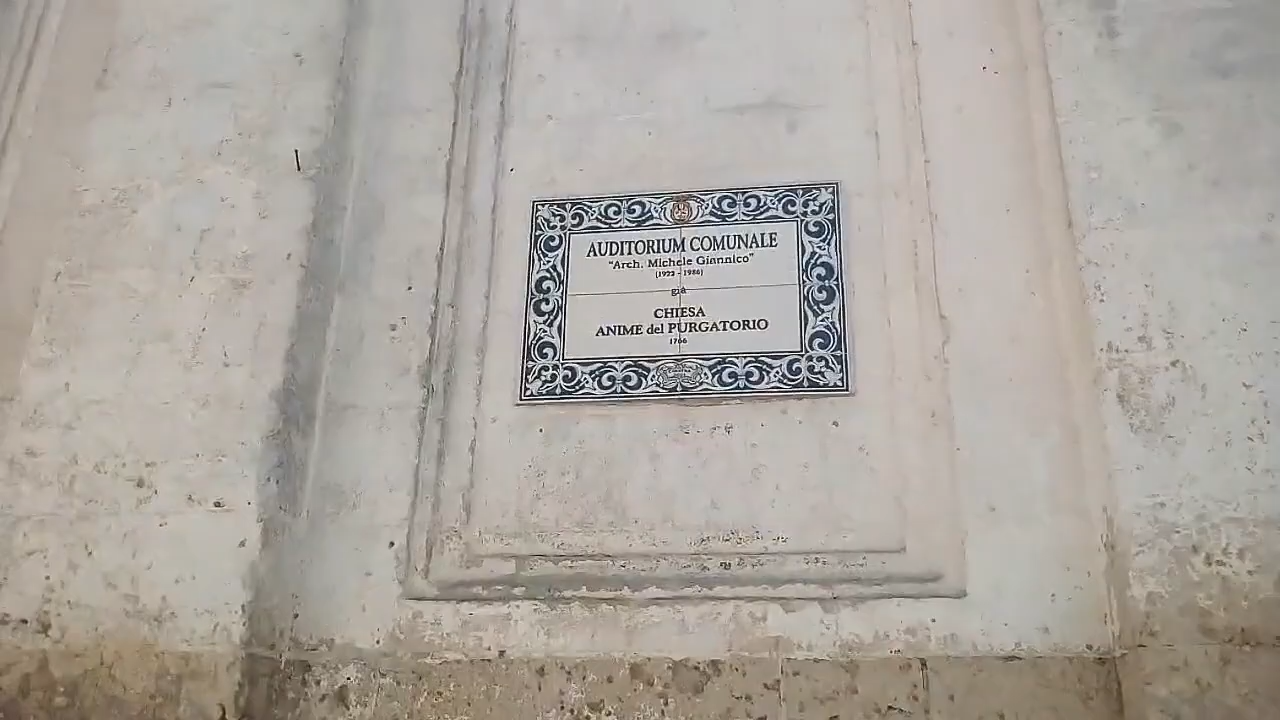 AUDITORIUM COMUNALE
"Arch. Michele Giannico"
(1922 - 1986)
già
CHIESA
ANIME del PURGATORIO
1766